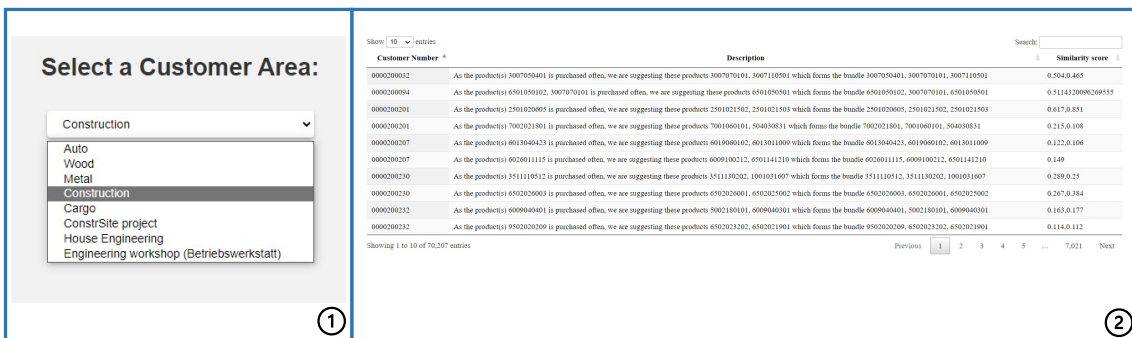 Select a Customer Area:
Construction
Auto
Wood
Metal
Construction
Cargo
ConstrSite project
House Engineering
Engineering workshop (Betriebswerkstatt)
1
Show 10 entries
Search:
Customer Number Description Similarity score
0000200032 As the product(s) 3007050401 is purchased often, we are suggesting these products 3007070101, 3007110501 which forms the bundle 3007050401, 3007070101, 3007110501 0.504,0.465
0000200094 As the product(s) 6501050102, 3007070101 is purchased often, we are suggesting these products 6501050501 which forms the bundle 6501050102, 3007070101, 6501050501 0.5114320096269555
0000200201 As the product(s) 2501020605 is purchased often, we are suggesting these products 2501021502, 2501021503 which forms the bundle 2501020605, 2501021502, 2501021503 0.617,0.851
0000200201 As the product(s) 7002021801 is purchased often, we are suggesting these products 7001060101, 504030831 which forms the bundle 7002021801, 7001060101, 504030831 0.215,0.108
0000200207 As the product(s) 6013040423 is purchased often, we are suggesting these products 6019060102, 6013011009 which forms the bundle 6013040423, 6019060102, 6013011009 0.122,0.106
0000200207 As the product(s) 6026011115 is purchased often, we are suggesting these products 6009100212, 6501141210 which forms the bundle 6026011115, 6009100212, 6501141210 0.149
0000200230 As the product(s) 3511110512 is purchased often, we are suggesting these products 3511130202, 1001031607 which forms the bundle 3511110512, 3511130202, 1001031607 0.289,0.25
0000200230 As the product(s) 6502026003 is purchased often, we are suggesting these products 6502026001, 6502025002 which forms the bundle 6502026003, 6502026001, 6502025002 0.267,0.384
0000200232 As the product(s) 6009040401 is purchased often, we are suggesting these products 5002180101, 6009040301 which forms the bundle 6009040401, 5002180101, 6009040301 0.163,0.177
0000200232 As the product(s) 9502020209 is purchased often, we are suggesting these products 6502023202, 6502021901 which forms the bundle 9502020209, 6502023202, 6502021901 0.114,0.112
Showing 1 to 10 of 70,207 entries
Previous 1 2 3 4 5 … 7,021 Next
2